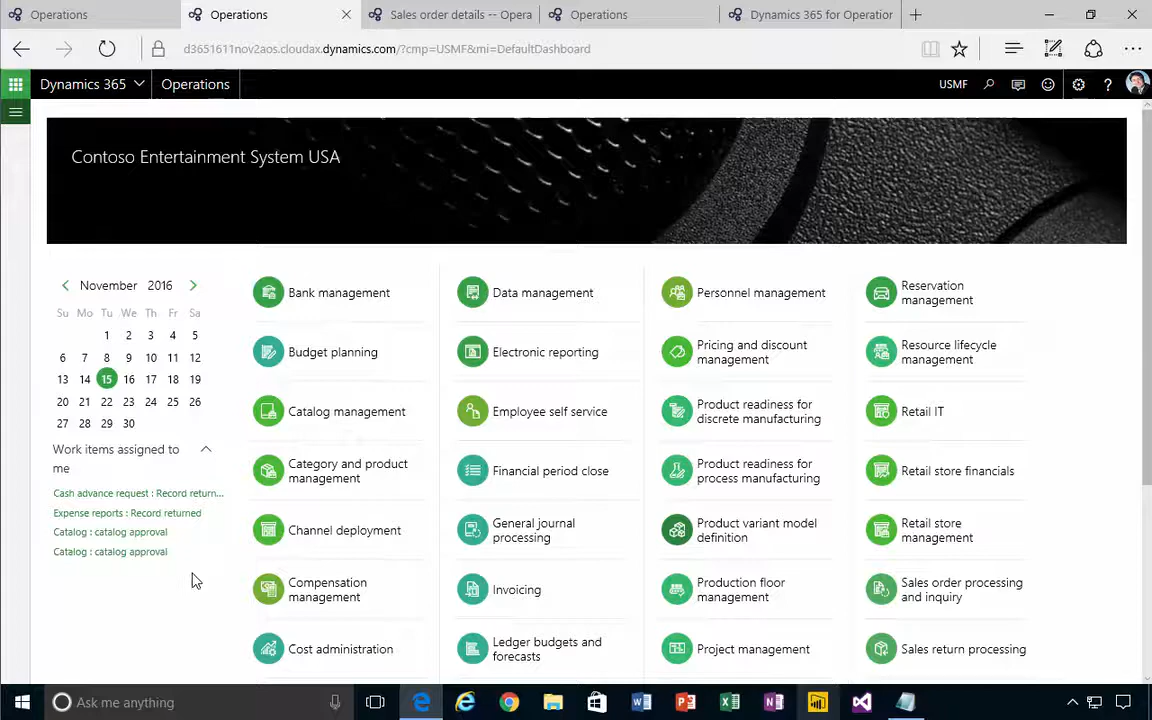 Operations
Operations
Sales order details -- Opera
Operations
Dynamics 365 for Operation
d3651611nov2aos.cloudax.dynamics.com/?cmp=USMF&mi=DefaultDashboard
Dynamics 365
Operations
USMF
?
Contoso Entertainment System USA
November 2016
Su Mo Tu We Th Fr Sa
1 2 3 4 5
6 7 8 9 10 11 12
13 14 15 16 17 18 19
20 21 22 23 24 25 26
27 28 29 30
Work items assigned to
me
Cash advance request : Record return...
Expense reports : Record returned
Catalog : catalog approval
Catalog : catalog approval
Bank management
Budget planning
Catalog management
Category and product
management
Channel deployment
Compensation
management
Cost administration
Data management
Electronic reporting
Employee self service
Financial period close
General journal
processing
Invoicing
Ledger budgets and
forecasts
Personnel management
Pricing and discount
management
Product readiness for
discrete manufacturing
Product readiness for
process manufacturing
Product variant model
definition
Production floor
management
Project management
Reservation
management
Resource lifecycle
management
Retail IT
Retail store financials
Retail store
management
Sales order processing
and inquiry
Sales return processing
Ask me anything